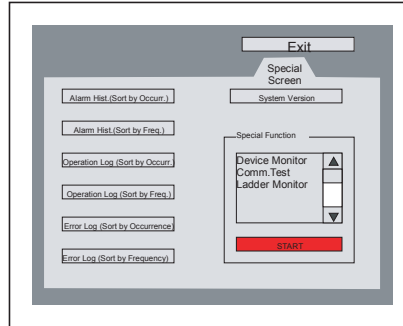 Exit
Special
Screen
Alarm Hist.(Sort by Occurr.)
System Version
Alarm Hist.(Sort by Freq.)
Special Function
Operation Log (Sort by Occurr.)
Device Monitor
Comm.Test
Ladder Monitor
Operation Log (Sort by Freq.)
Error Log (Sort by Occurrence)
START
Error Log (Sort by Frequency)